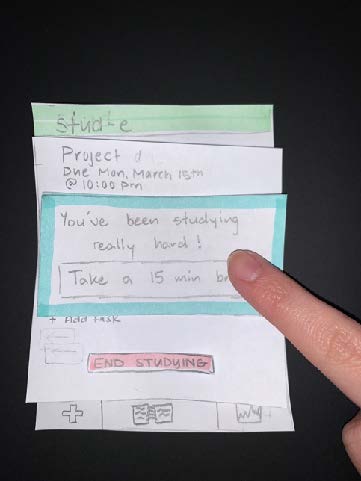 Project
Due Mon, March 15th
@ 10:00 pm
You've been studying
really hard!
Take a 15 min
+ Add task
END STUDYING